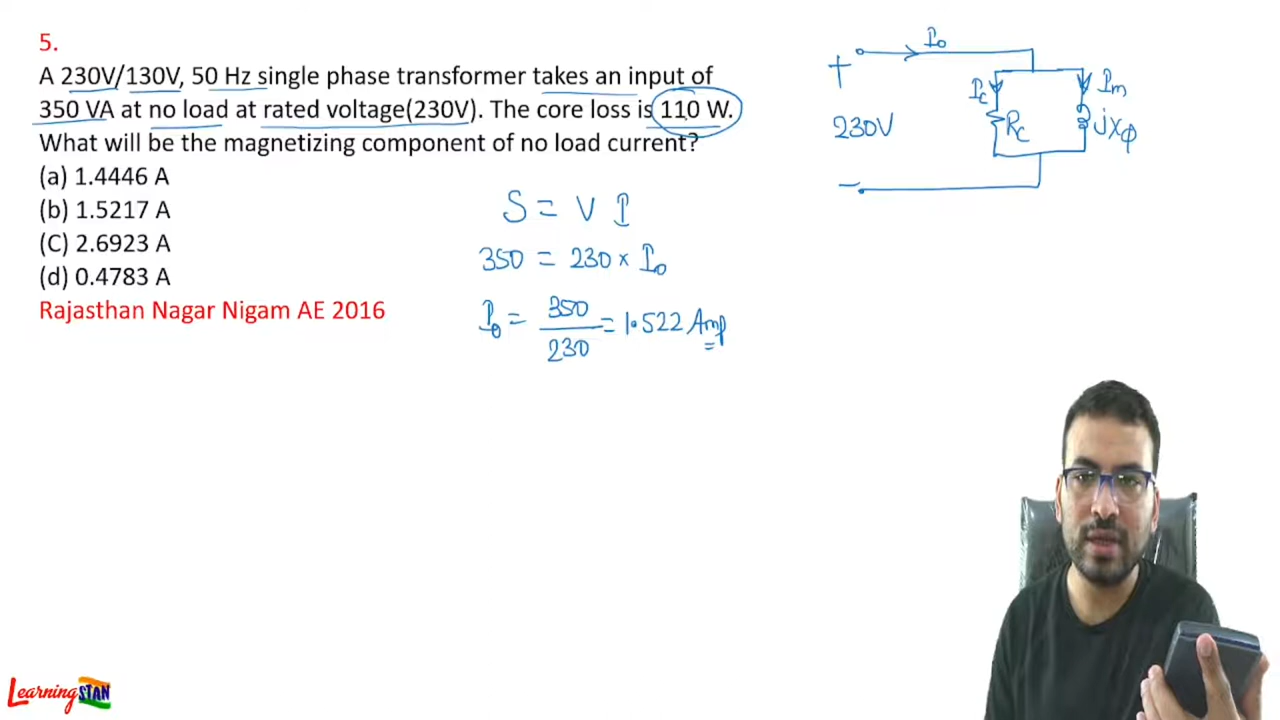 5.
A 230V/130V, 50 Hz single phase transformer takes an input of
350 VA at no load at rated voltage(230V). The core loss is 110 W.
What will be the magnetizing component of no load current?
(a) 1.4446 A
(b) 1.5217 A
(C) 2.6923 A
(d) 0.4783 A
Rajasthan Nagar Nigam AE 2016
S = V I
350 = 230 × I₀
I₀ = 350/230 = 1.522 Amp
I₀
+
Ic Im
230V Rc jXφ
−
Learning STAN